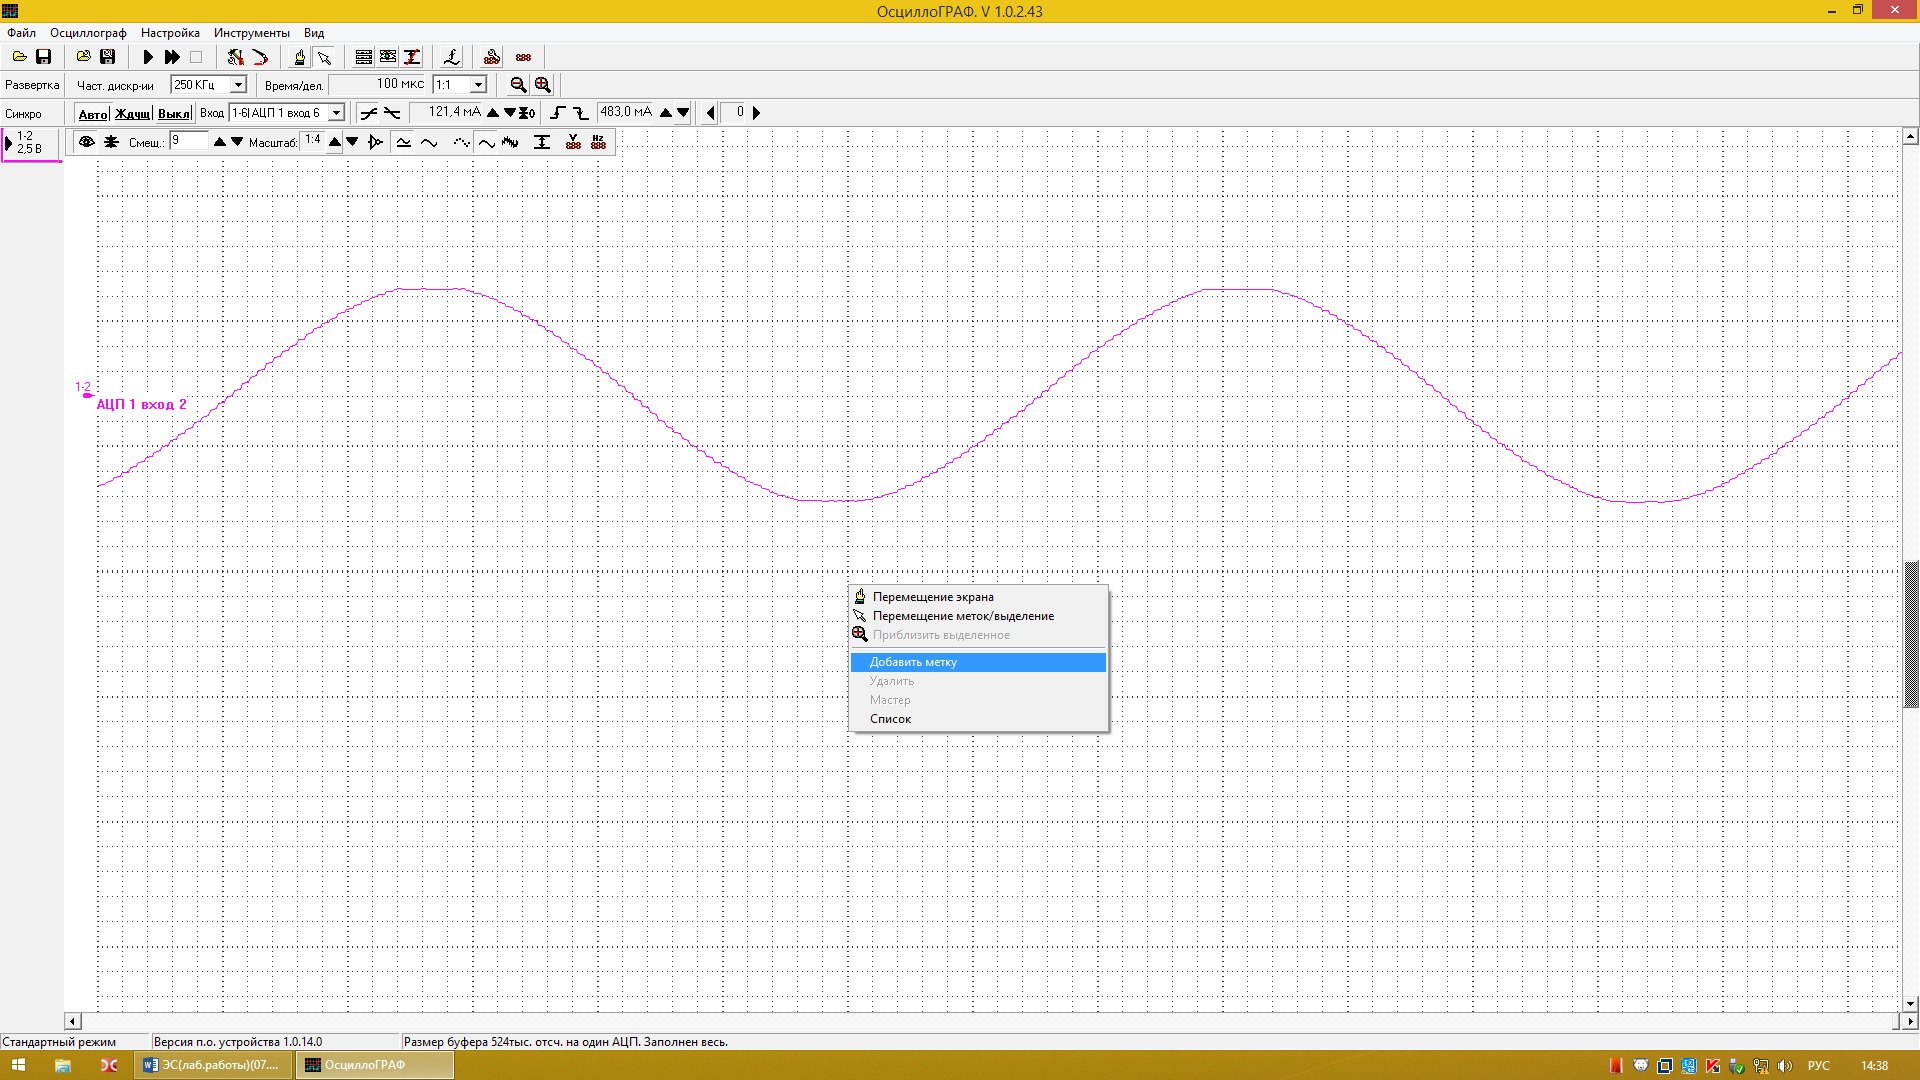 ОсциллоГРАФ. V 1.0.2.43
Файл Осциллограф Настройка Инструменты Вид
Развертка Част. дискр-ии 250 КГц Время/дел. 100 мкс 1:1
Синхро Авто Ждущ Выкл Вход 1-6|АЦП 1 вход 6 121,4 мА 483,0 мА 0
1-2
2,5 В
Смещ.: 9 Масштаб: 1:4 Y Hz
1-2
АЦП 1 вход 2
Перемещение экрана
Перемещение меток/выделение
Приблизить выделенное
Добавить метку
Удалить
Мастер
Список
Стандартный режим Версия п.о. устройства 1.0.14.0 Размер буфера 524тыс. отсч. на один АЦП. Заполнен весь.
ЭС(лаб.работы)(07.... ОсциллоГРАФ РУС 14:38